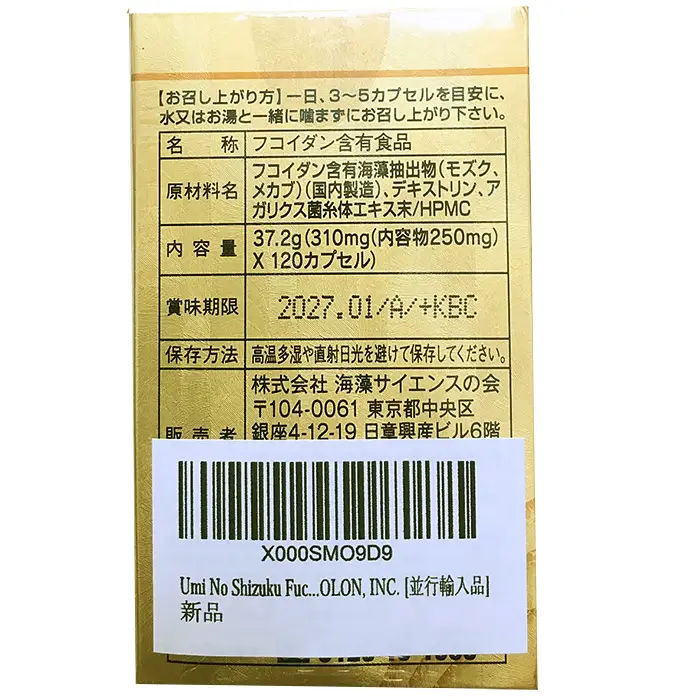 【お召し上がり方】一日、3〜5カプセルを目安に、
水又はお湯と一緒に噛まずにお召し上がり下さい。
名 称 フコイダン含有食品
原材料名 フコイダン含有海藻抽出物(モズク、
メカブ)(国内製造)、デキストリン、ア
ガリクス菌糸体エキス末/HPMC
内 容 量 37.2g(310mg(内容物250mg)
X 120カプセル)
賞味期限 2027.01/A/+KBC
保存方法 高温多湿や直射日光を避けて保存してください。
販 売 者 株式会社 海藻サイエンスの会
〒104-0061 東京都中央区
銀座4-12-19 日章興産ビル6階
X000SMO9D9
Umi No Shizuku Fuc...OLON, INC. [並行輸入品]
新品